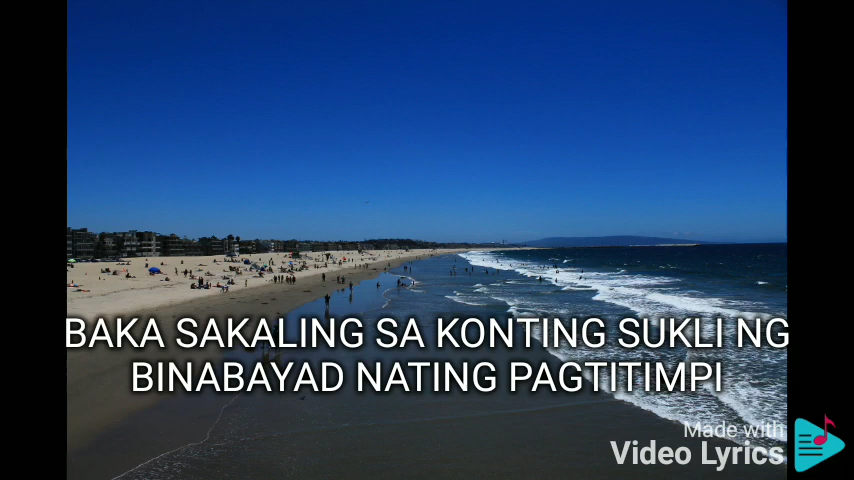 BAKA SAKALING SA KONTING SUKLI NG
BINABAYAD NATING PAGTITIMPI
Made with
Video Lyrics